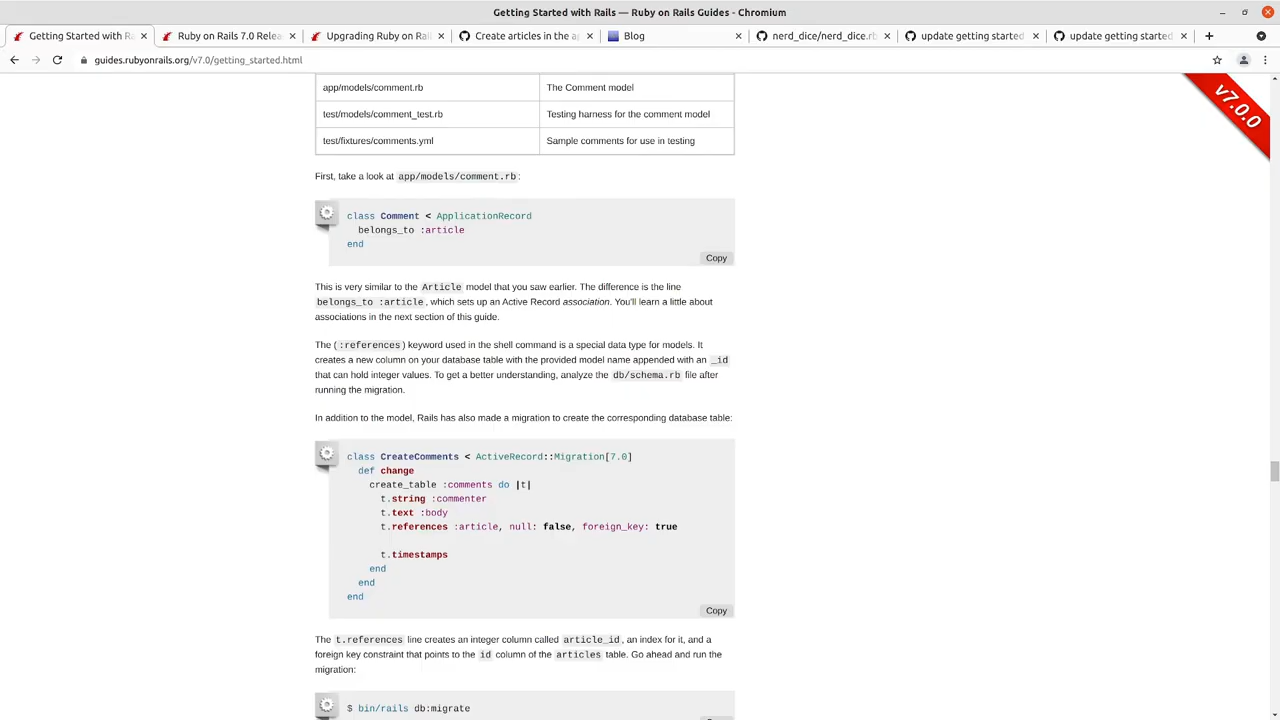 Getting Started with Rails — Ruby on Rails Guides - Chromium
Getting Started with Ra
Ruby on Rails 7.0 Relea
Upgrading Ruby on Rail
Create articles in the ap
Blog
nerd_dice/nerd_dice.rb
update getting started
update getting started
guides.rubyonrails.org/v7.0/getting_started.html
v7.0.0
app/models/comment.rb The Comment model
test/models/comment_test.rb Testing harness for the comment model
test/fixtures/comments.yml Sample comments for use in testing
First, take a look at app/models/comment.rb:
class Comment < ApplicationRecord
belongs_to :article
end
Copy
This is very similar to the Article model that you saw earlier. The difference is the line
belongs_to :article, which sets up an Active Record association. You'll learn a little about
associations in the next section of this guide.
The (:references) keyword used in the shell command is a special data type for models. It
creates a new column on your database table with the provided model name appended with an _id
that can hold integer values. To get a better understanding, analyze the db/schema.rb file after
running the migration.
In addition to the model, Rails has also made a migration to create the corresponding database table:
class CreateComments < ActiveRecord::Migration[7.0]
def change
create_table :comments do |t|
t.string :commenter
t.text :body
t.references :article, null: false, foreign_key: true
t.timestamps
end
end
end
Copy
The t.references line creates an integer column called article_id, an index for it, and a
foreign key constraint that points to the id column of the articles table. Go ahead and run the
migration:
$ bin/rails db:migrate